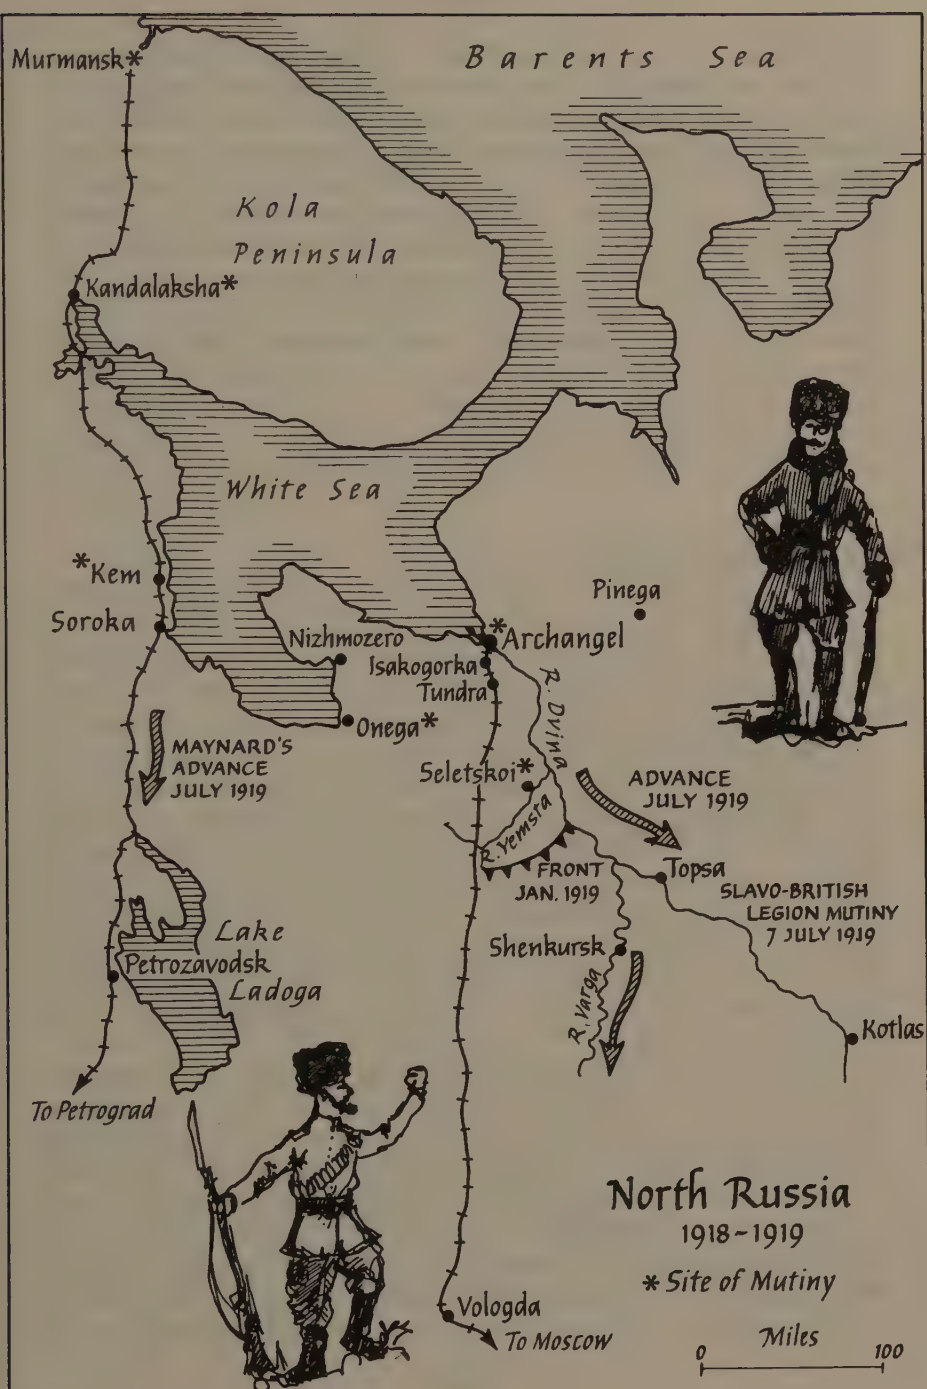 Barents Sea
Murmansk*
Kola
Peninsula
Kandalaksha*
White Sea
*Kem
Soroka
Pinega
Nizhmozero
*Archangel
Isakogorka
Tundra
Onega*
R. Dvina
MAYNARD'S
ADVANCE
JULY 1919
Seletskoi*
ADVANCE
JULY 1919
R. Yemsta
FRONT
JAN. 1919
Topsa
SLAVO-BRITISH
LEGION MUTINY
7 JULY 1919
Lake
Ladoga
Petrozavodsk
Shenkursk
R. Varga
Kotlas
To Petrograd
North Russia
1918-1919
* Site of Mutiny
Vologda
To Moscow
Miles
0 100